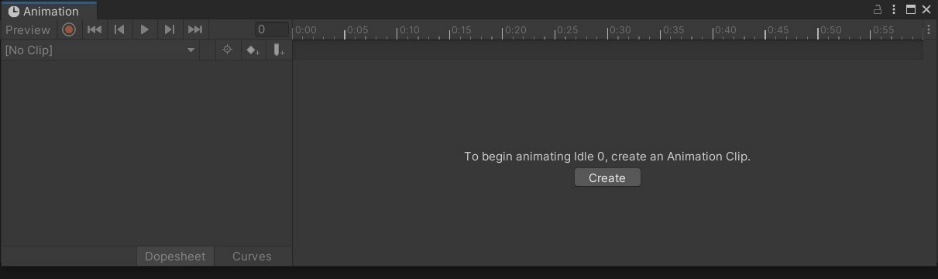 Animation
Preview 0 0:00 0:05 0:10 0:15 0:20 0:25 0:30 0:35 0:40 0:45 0:50 0:55
[No Clip]
To begin animating Idle 0, create an Animation Clip.
Create
Dopesheet Curves